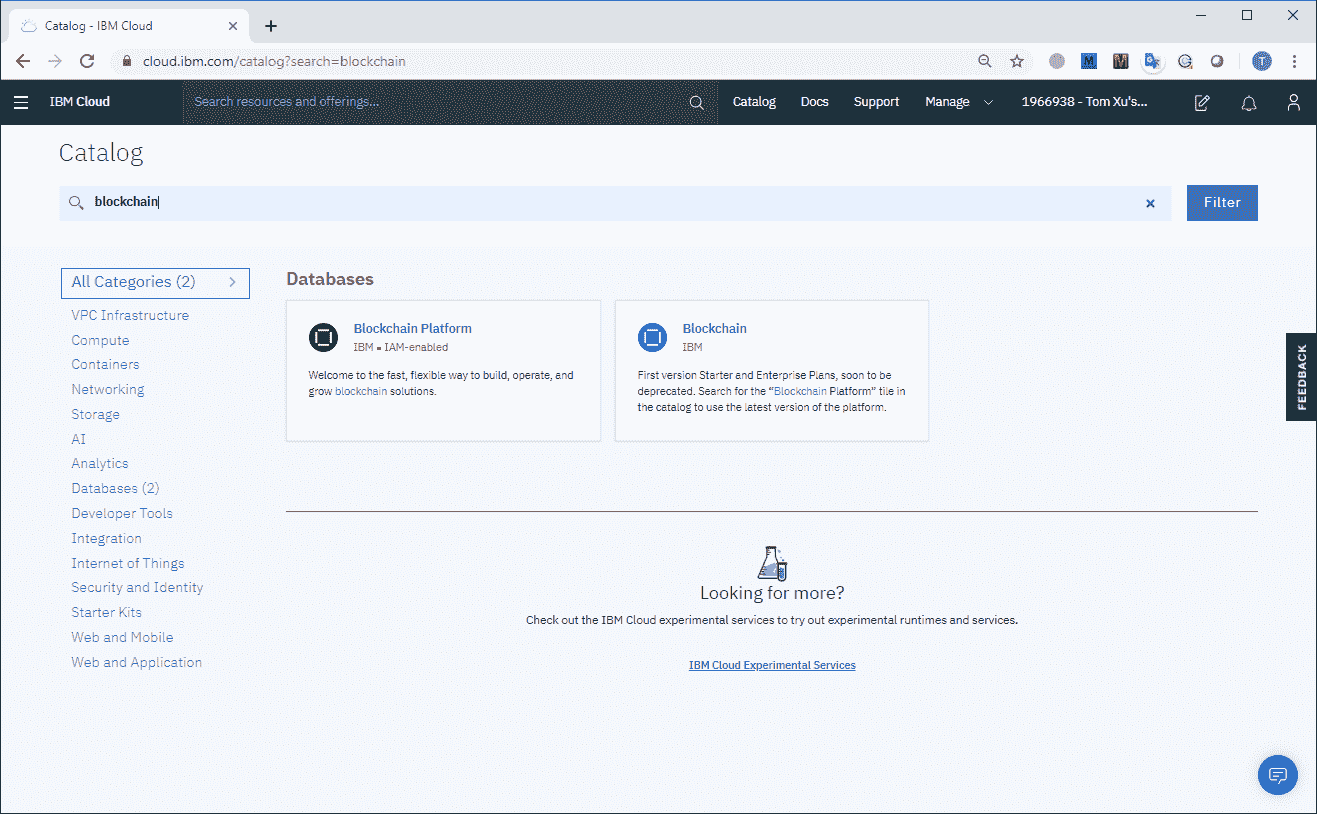 Catalog - IBM Cloud
cloud.ibm.com/catalog?search=blockchain
IBM Cloud
Search resources and offerings...
Catalog
Docs
Support
Manage
1966938 - Tom Xu's...
Catalog
blockchain
Filter
All Categories (2)
VPC Infrastructure
Compute
Containers
Networking
Storage
AI
Analytics
Databases (2)
Developer Tools
Integration
Internet of Things
Security and Identity
Starter Kits
Web and Mobile
Web and Application
Databases
Blockchain Platform
IBM • IAM-enabled
Welcome to the fast, flexible way to build, operate, and
grow blockchain solutions.
Blockchain
IBM
First version Starter and Enterprise Plans, soon to be
deprecated. Search for the “Blockchain Platform” tile in
the catalog to use the latest version of the platform.
FEEDBACK
Looking for more?
Check out the IBM Cloud experimental services to try out experimental runtimes and services.
IBM Cloud Experimental Services